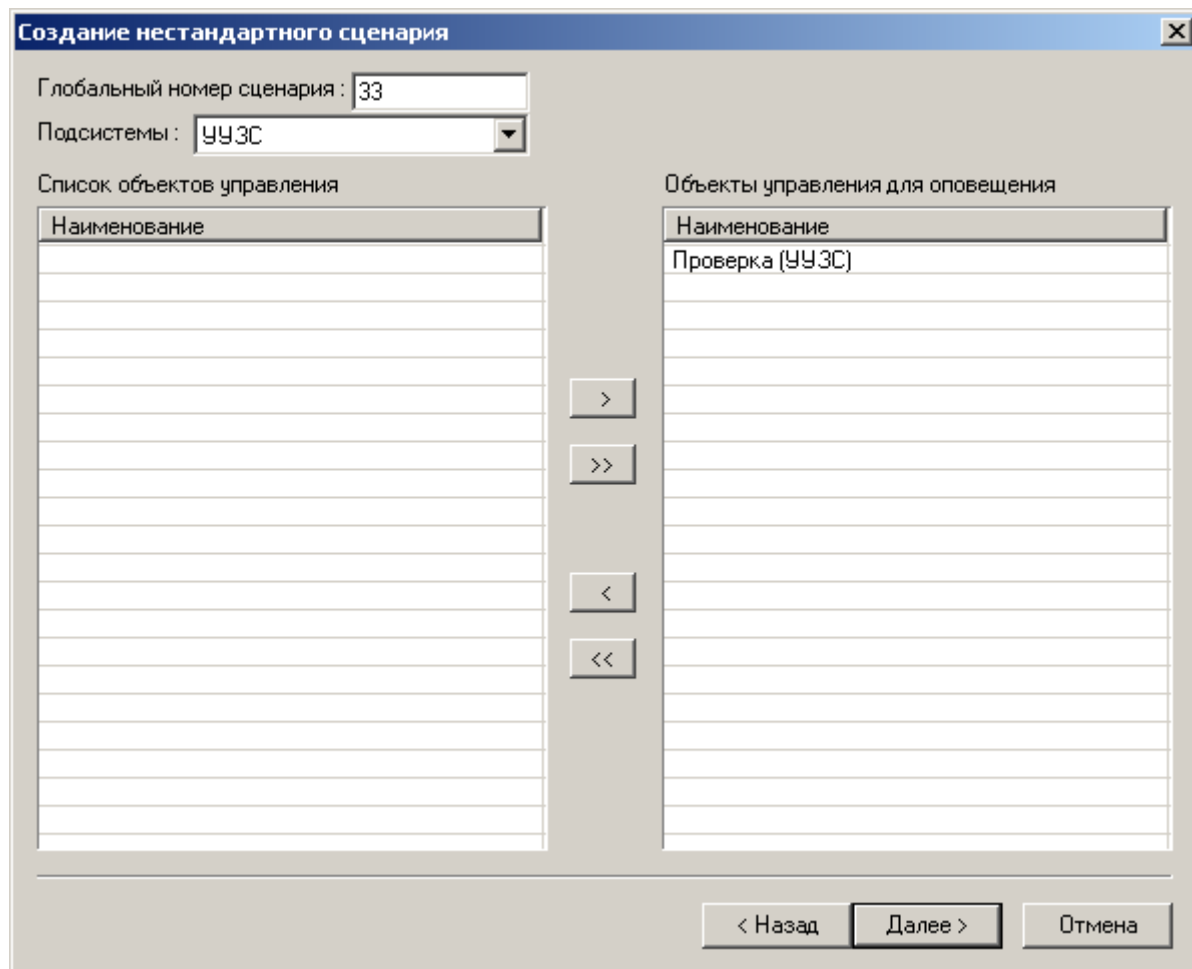 Создание нестандартного сценария
Глобальный номер сценария : 33
Подсистемы : УУЗС
Список объектов управления
Объекты управления для оповещения
Наименование
Наименование
Проверка (УУЗС)
>
>>
<
<<
< Назад
Далее >
Отмена